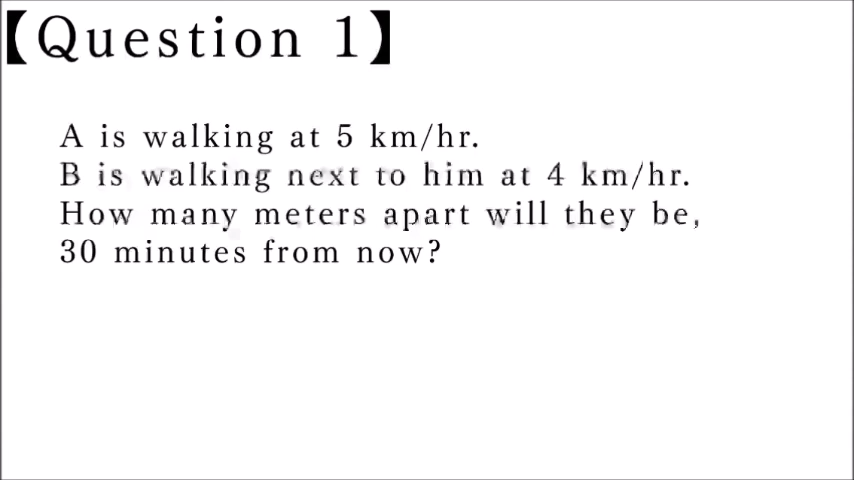 【Question 1】
A is walking at 5 km/hr.
B is walking next to him at 4 km/hr.
How many meters apart will they be,
30 minutes from now?